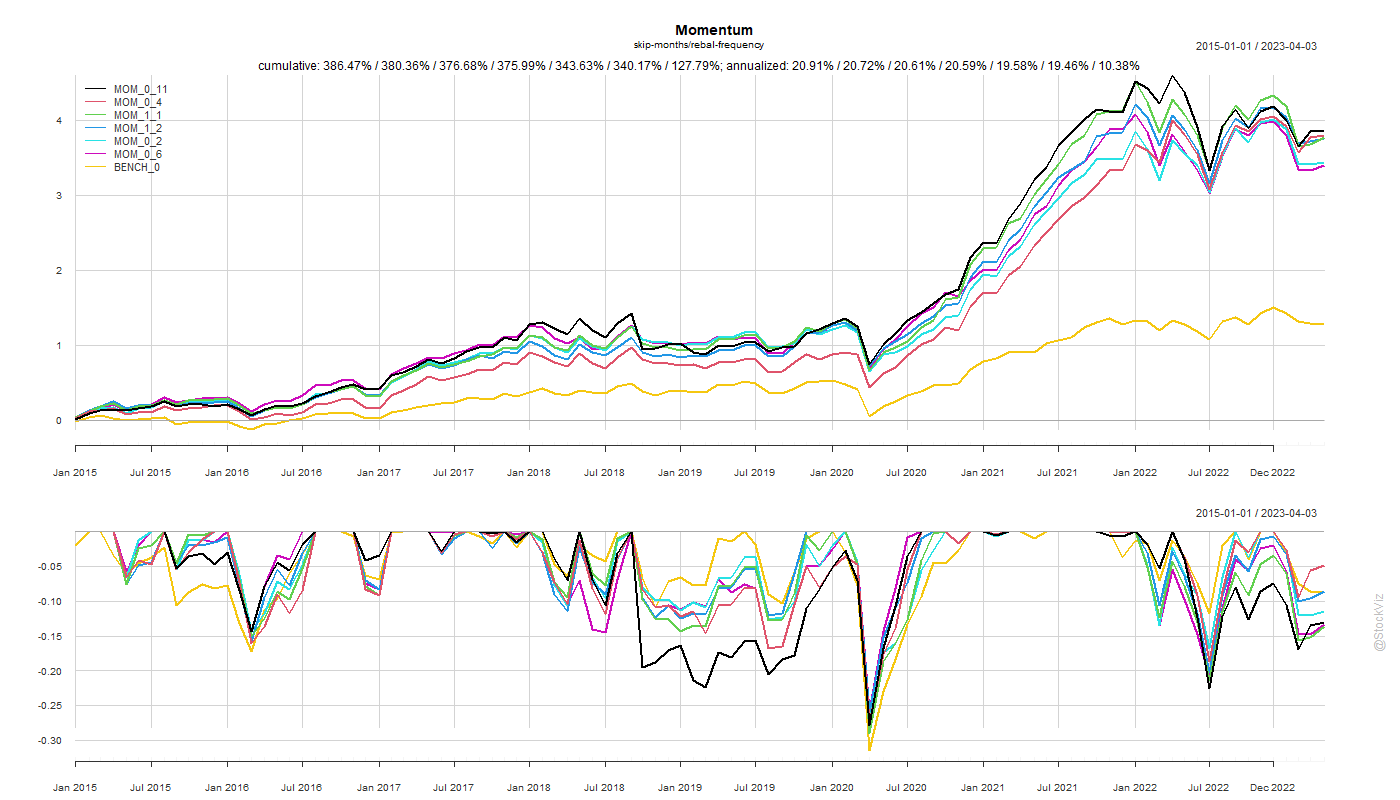 Momentum
skip-months/rebal-frequency
2015-01-01 / 2023-04-03
cumulative: 386.47% / 380.36% / 376.68% / 375.99% / 343.63% / 340.17% / 127.79%; annualized: 20.91% / 20.72% / 20.61% / 20.59% / 19.58% / 19.46% / 10.38%
MOM_0_11
MOM_0_4
MOM_1_1
MOM_1_2
MOM_0_2
MOM_0_6
BENCH_0
4
3
2
1
0
Jan 2015 Jul 2015 Jan 2016 Jul 2016 Jan 2017 Jul 2017 Jan 2018 Jul 2018 Jan 2019 Jul 2019 Jan 2020 Jul 2020 Jan 2021 Jul 2021 Jan 2022 Jul 2022 Dec 2022
2015-01-01 / 2023-04-03
-0.05
-0.10
-0.15
-0.20
-0.25
-0.30
Jan 2015 Jul 2015 Jan 2016 Jul 2016 Jan 2017 Jul 2017 Jan 2018 Jul 2018 Jan 2019 Jul 2019 Jan 2020 Jul 2020 Jan 2021 Jul 2021 Jan 2022 Jul 2022 Dec 2022
@StockViz